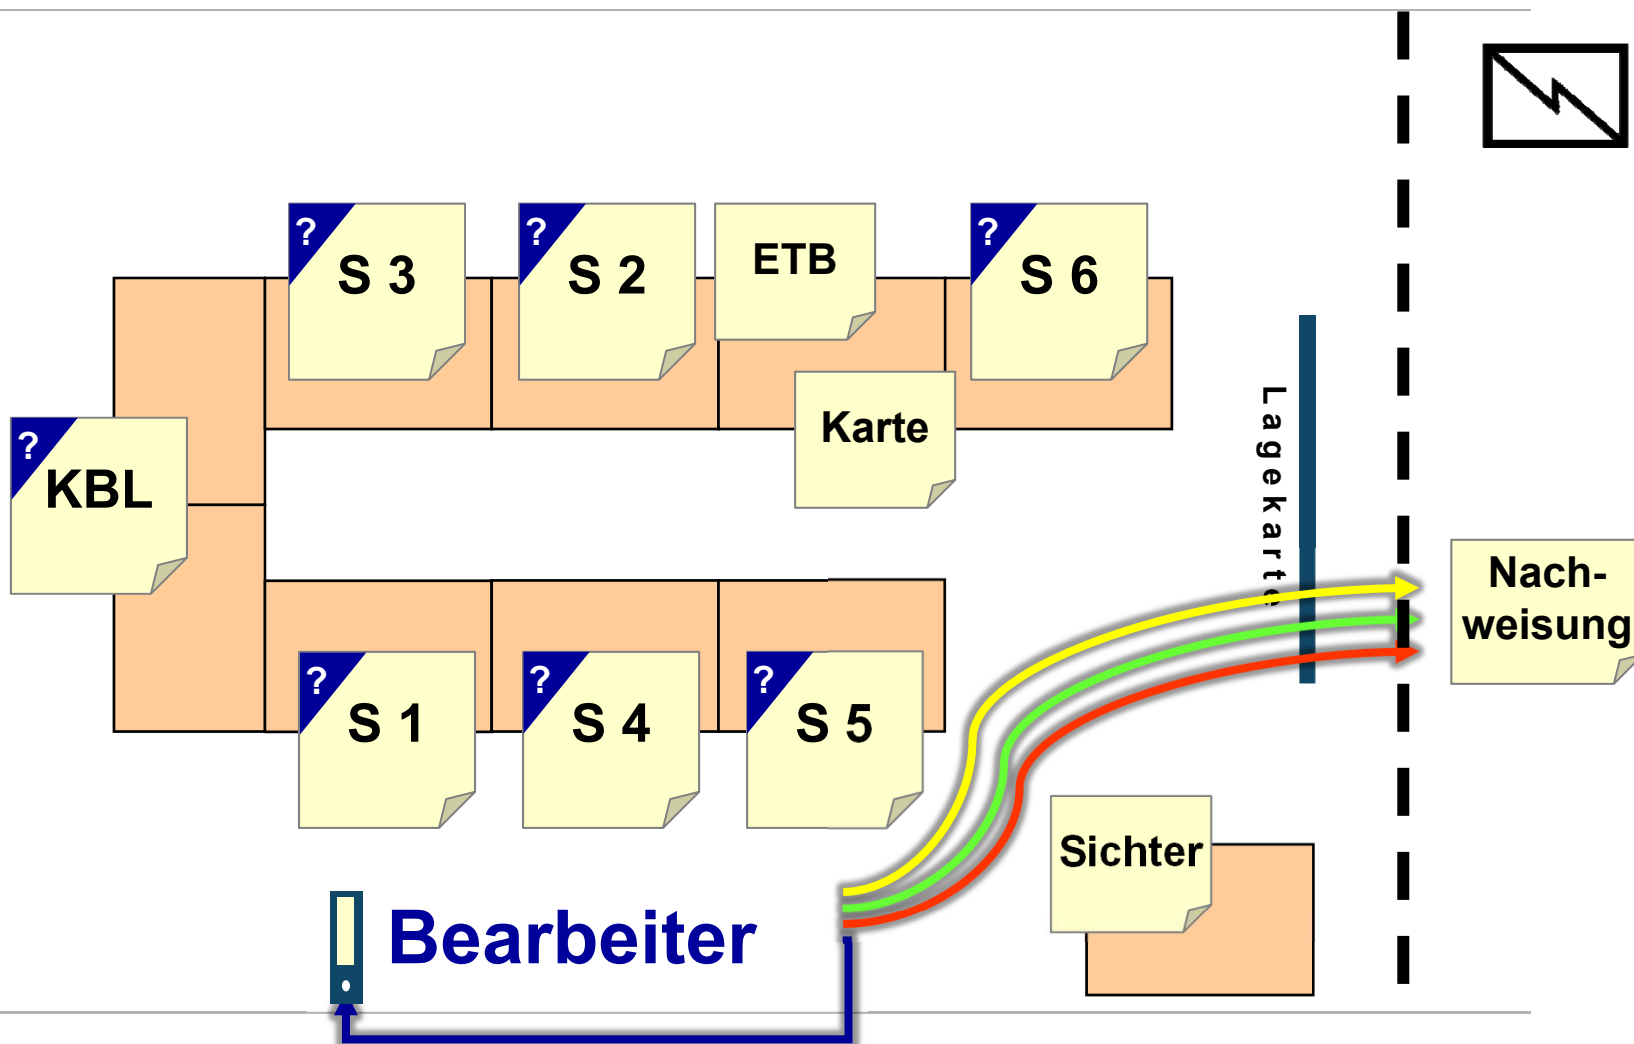 ?
S 3
?
S 2
ETB
?
S 6
Karte
Lagekarte
?
KBL
Nach-
weisung
?
S 1
?
S 4
?
S 5
Sichter
Bearbeiter